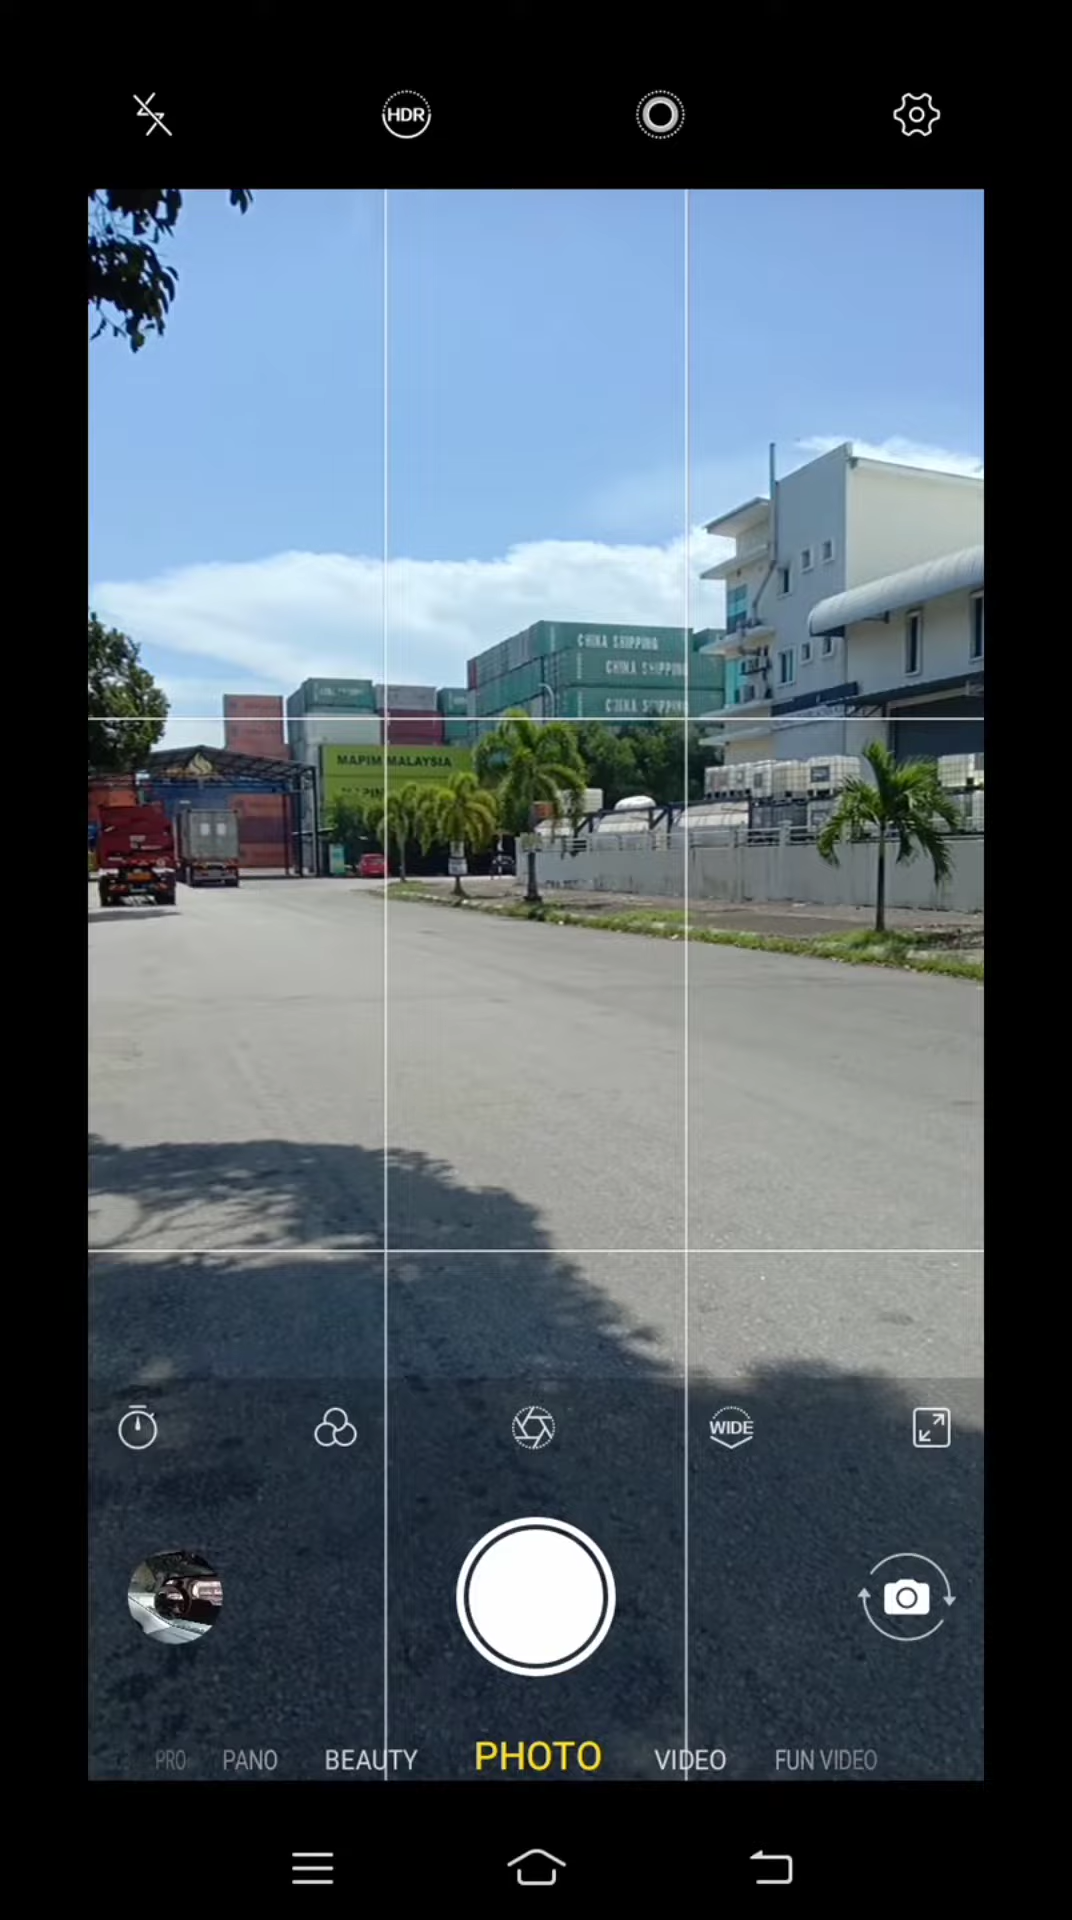 HDR
CHINA SHIPPING
CHINA SHIPPING
CHINA SHIPPING
MAPIM MALAYSIA
WIDE
PRO PANO BEAUTY PHOTO VIDEO FUN VIDEO